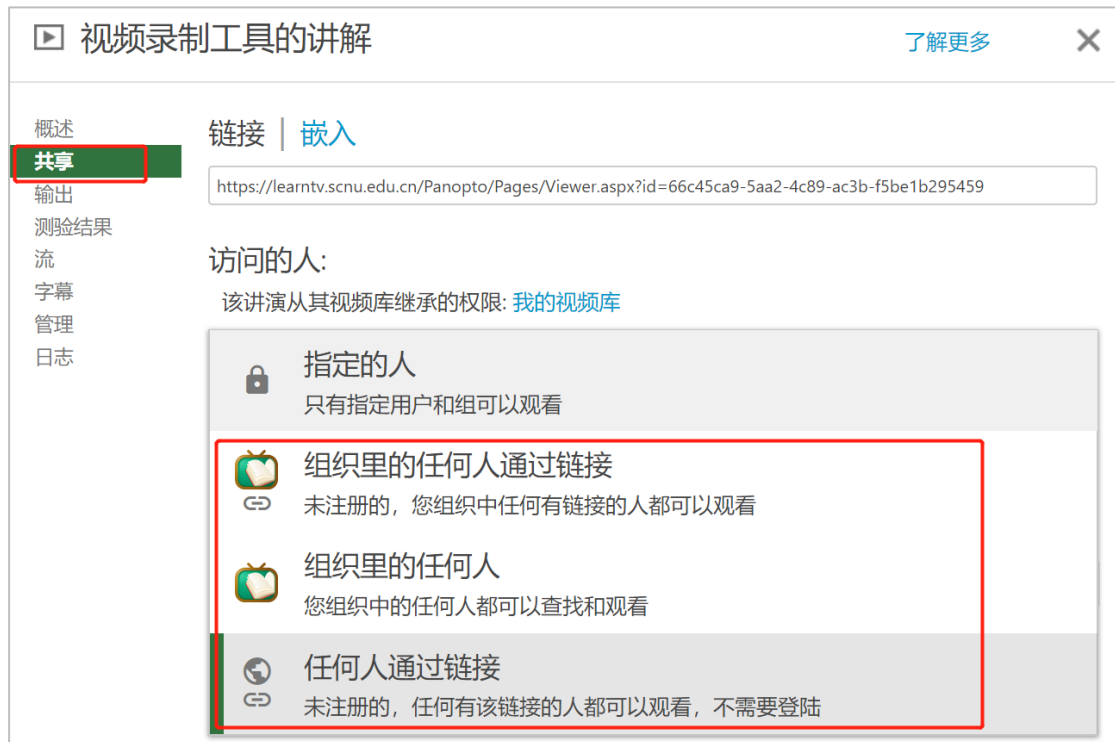 视频录制工具的讲解
了解更多
概述
共享
输出
测验结果
流
字幕
管理
日志
链接 | 嵌入
https://learntv.scnu.edu.cn/Panopto/Pages/Viewer.aspx?id=66c45ca9-5aa2-4c89-ac3b-f5be1b295459
访问的人:
该讲演从其视频库继承的权限: 我的视频库
指定的人
只有指定用户和组可以观看
组织里的任何人通过链接
未注册的，您组织中任何有链接的人都可以观看
组织里的任何人
您组织中的任何人都可以查找和观看
任何人通过链接
未注册的，任何有该链接的人都可以观看，不需要登陆